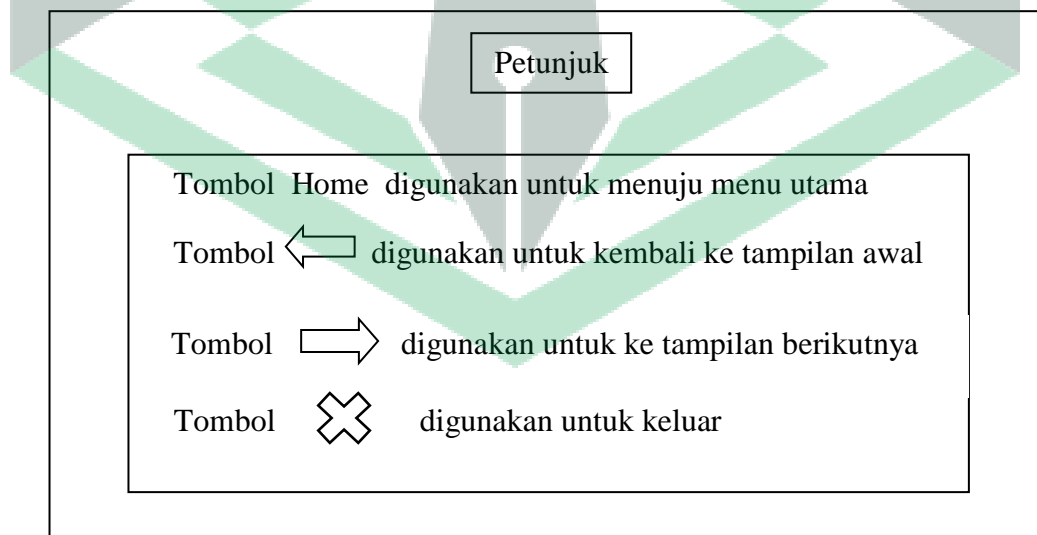 Petunjuk
Tombol Home digunakan untuk menuju menu utama
Tombol digunakan untuk kembali ke tampilan awal
Tombol digunakan untuk ke tampilan berikutnya
Tombol digunakan untuk keluar